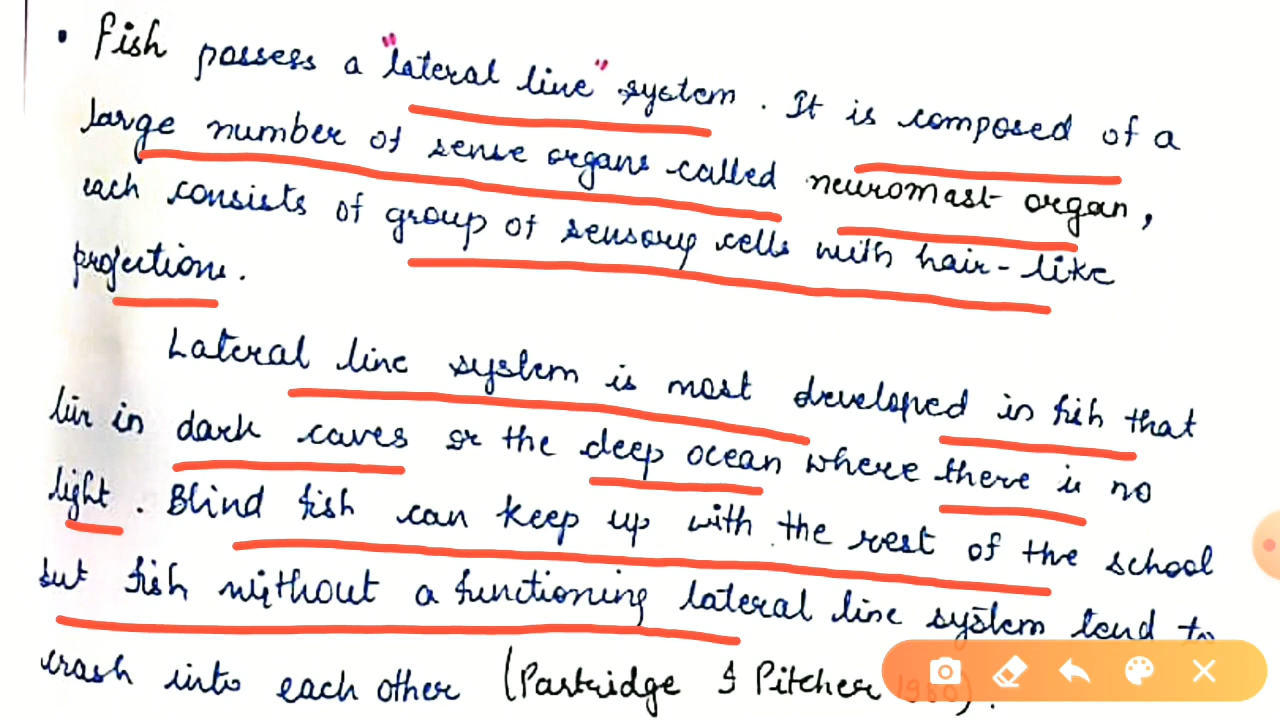 • Fish possess a "lateral line" system. It is composed of a
large number of sense organs called neuromast organ,
each consists of group of sensory cells with hair-like
projections.
Lateral line system is most developed in fish that
live in dark caves or the deep ocean where there is no
light. Blind fish can keep up with the rest of the school
but fish without a functioning lateral line system tend to
crash into each other (Partridge & Pitcher 1980).